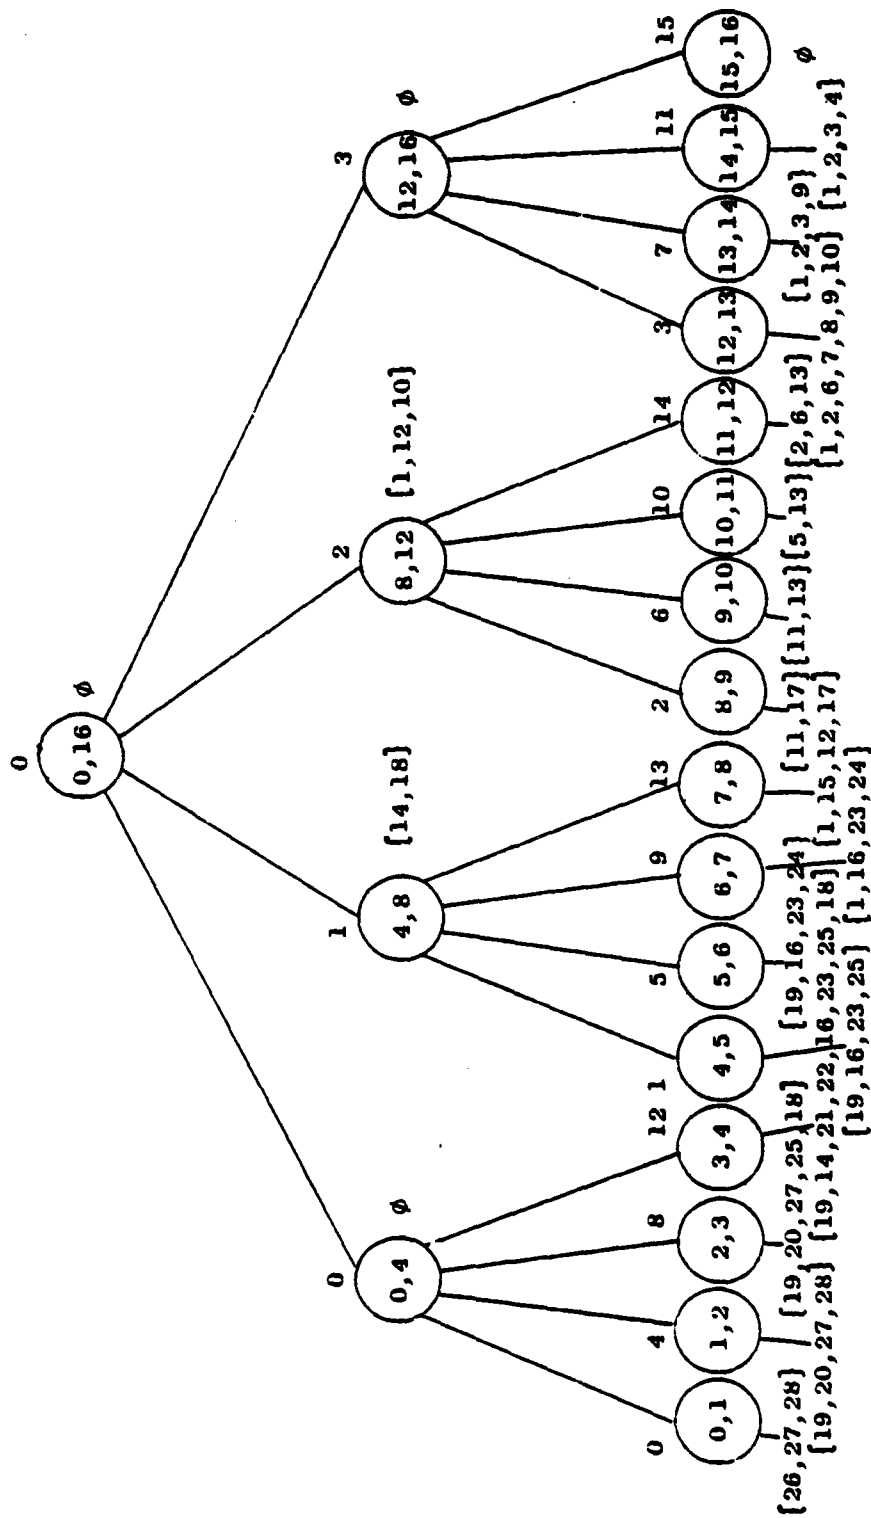 0
0,16 ø
0 1 2 3
0,4 ø 4,8 {14,18} 8,12 {1,12,10} 12,16 ø
0 4 8 12 1 5 9 13 2 6 10 14 3 7 11 15
0,1 1,2 2,3 3,4 4,5 5,6 6,7 7,8 8,9 9,10 10,11 11,12 12,13 13,14 14,15 15,16
{26,27,28} {19,20,27,25,18} {19,16,23,24} {11,17} {11,13} {5,13} {2,6,13} {1,2,3,9} ø
{19,20,27,28} {19,14,21,22,16,23,25,18} {1,15,12,17} {1,2,6,7,8,9,10} {1,2,3,4}
{19,16,23,25} {1,16,23,24}